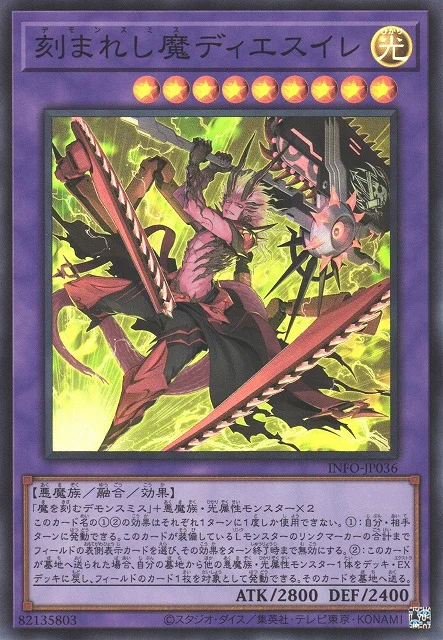 刻まれし魔ディエスイレ
光
INFO-JP036
【悪魔族／融合／効果】
「魔を刻むデモンスミス」＋悪魔族・光属性モンスター×２
このカード名の①②の効果はそれぞれ１ターンに１度しか使用できない。①：自分・相手
ターンに発動できる。このカードが装備しているLモンスターのリンクマーカーの合計まで
フィールドの表側表示カードを選び、その効果をターン終了時まで無効にする。②：このカード
が墓地へ送られた場合、自分の墓地から他の悪魔族・光属性モンスター１体をデッキ・EX
デッキに戻し、フィールドのカード１枚を対象として発動できる。そのカードを墓地へ送る。
ATK/2800 DEF/2400
82135803 ©スタジオ・ダイス／集英社・テレビ東京・KONAMI